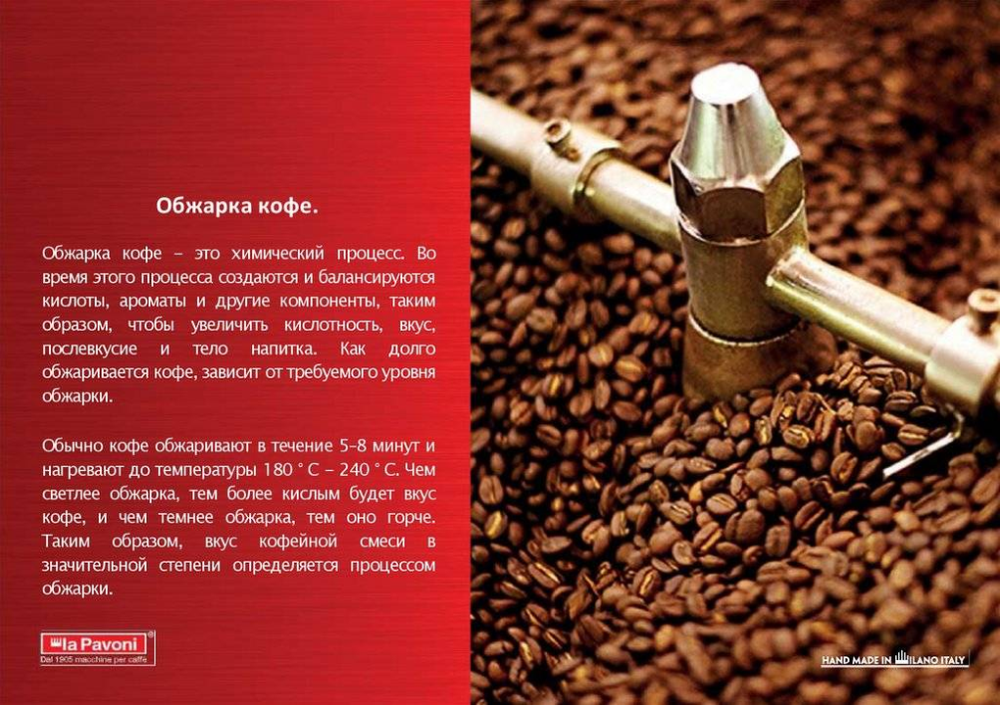 Обжарка кофе.
Обжарка кофе – это химический процесс. Во
время этого процесса создаются и балансируются
кислоты, ароматы и другие компоненты, таким
образом, чтобы увеличить кислотность, вкус,
послевкусие и тело напитка. Как долго
обжаривается кофе, зависит от требуемого уровня
обжарки.
Обычно кофе обжаривают в течение 5-8 минут и
нагревают до температуры 180 ° C – 240 ° C. Чем
светлее обжарка, тем более кислым будет вкус
кофе, и чем темнее обжарка, тем оно горче.
Таким образом, вкус кофейной смеси в
значительной степени определяется процессом
обжарки.
la Pavoni®
Dal 1905 macchine per caffè
HAND MADE IN MILANO ITALY